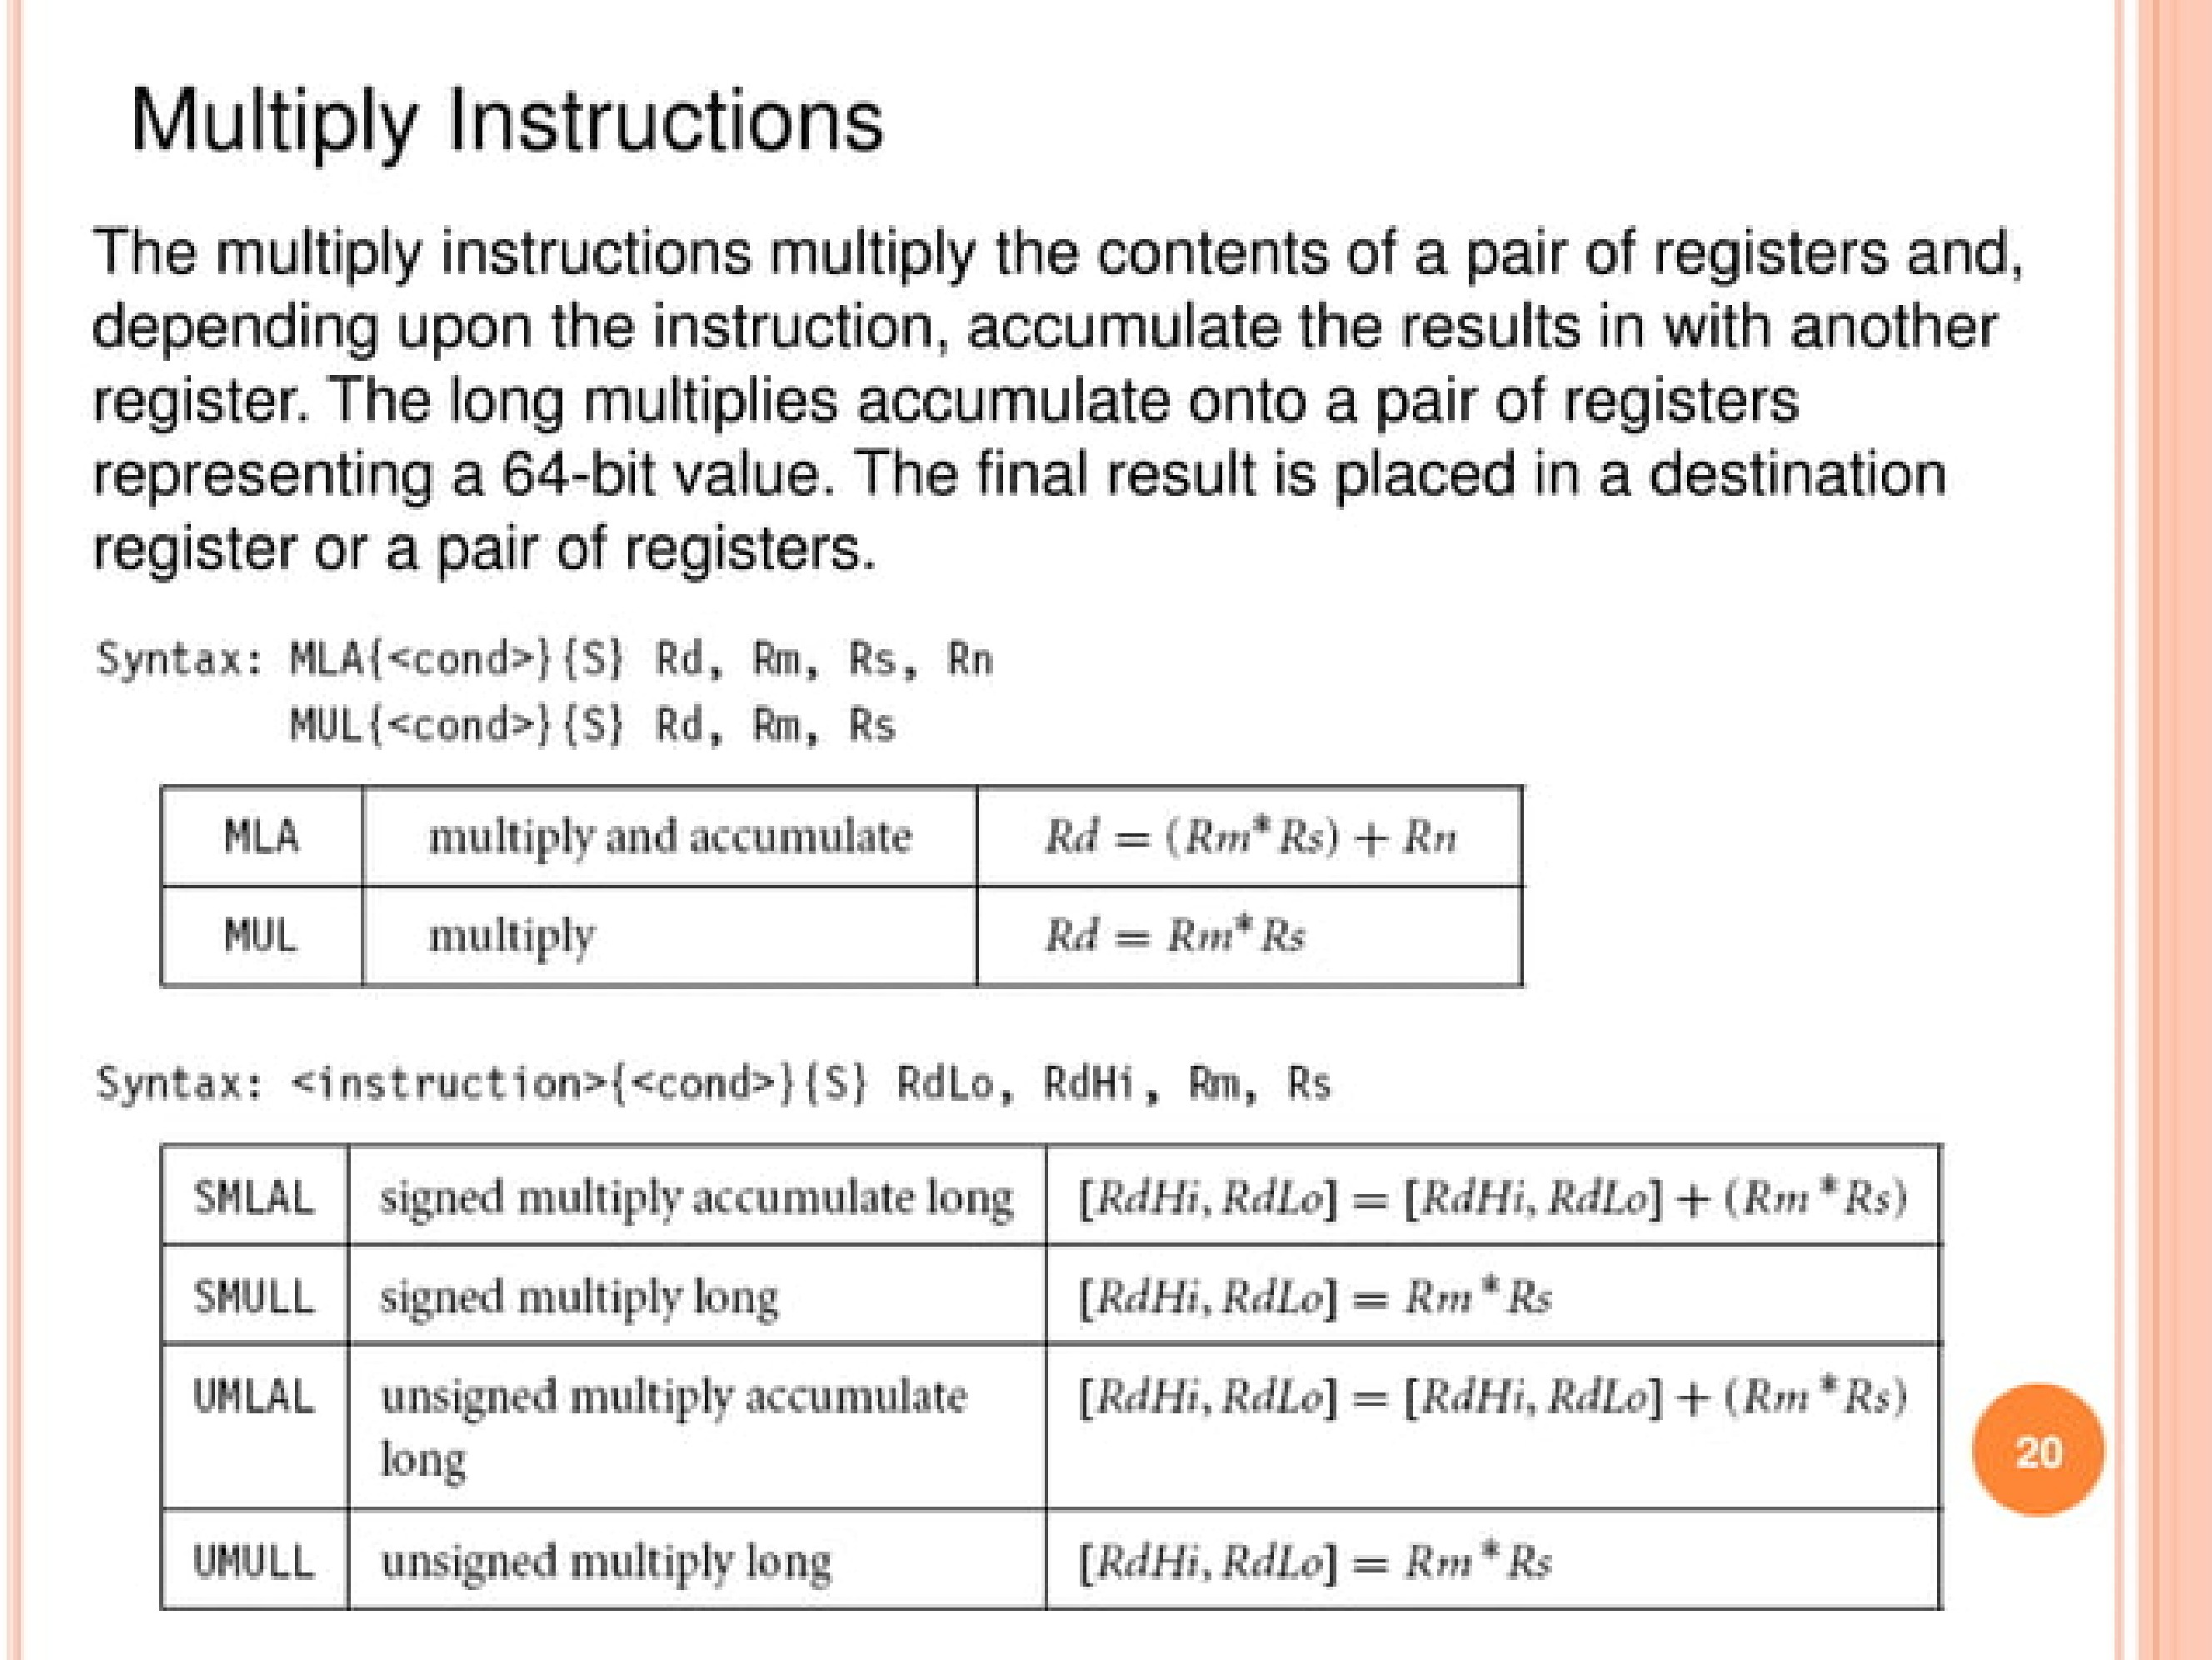 Multiply Instructions
The multiply instructions multiply the contents of a pair of registers and,
depending upon the instruction, accumulate the results in with another
register. The long multiplies accumulate onto a pair of registers
representing a 64-bit value. The final result is placed in a destination
register or a pair of registers.
Syntax: MLA{<cond>}{S} Rd, Rm, Rs, Rn
MUL{<cond>}{S} Rd, Rm, Rs
MLA multiply and accumulate Rd = (Rm*Rs) + Rn
MUL multiply Rd = Rm*Rs
Syntax: <instruction>{<cond>}{S} RdLo, RdHi, Rm, Rs
SMLAL signed multiply accumulate long [RdHi, RdLo] = [RdHi, RdLo] + (Rm*Rs)
SMULL signed multiply long [RdHi, RdLo] = Rm*Rs
UMLAL unsigned multiply accumulate [RdHi, RdLo] = [RdHi, RdLo] + (Rm*Rs)
long
20
UMULL unsigned multiply long [RdHi, RdLo] = Rm*Rs